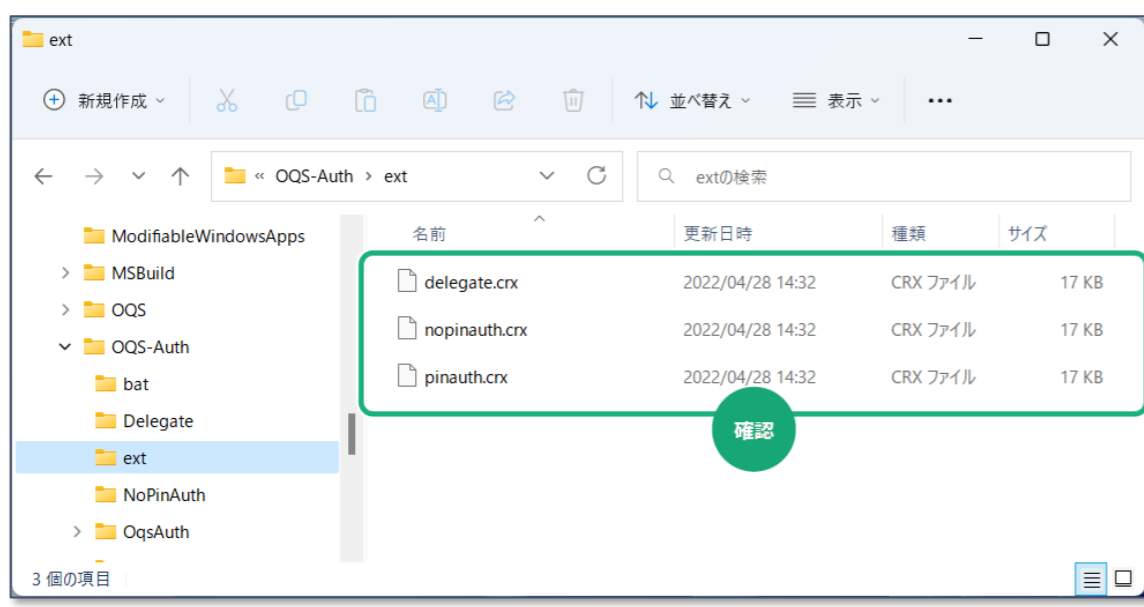 ext
新規作成
並べ替え
表示
« OQS-Auth > ext
extの検索
ModifiableWindowsApps
MSBuild
OQS
OQS-Auth
bat
Delegate
ext
NoPinAuth
OqsAuth
名前 更新日時 種類 サイズ
delegate.crx 2022/04/28 14:32 CRX ファイル 17 KB
nopinauth.crx 2022/04/28 14:32 CRX ファイル 17 KB
pinauth.crx 2022/04/28 14:32 CRX ファイル 17 KB
確認
3 個の項目